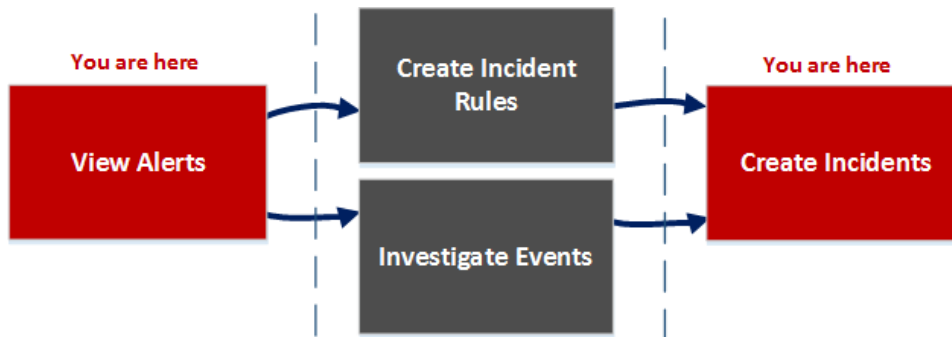 You are here
View Alerts
Create Incident
Rules
Investigate Events
You are here
Create Incidents